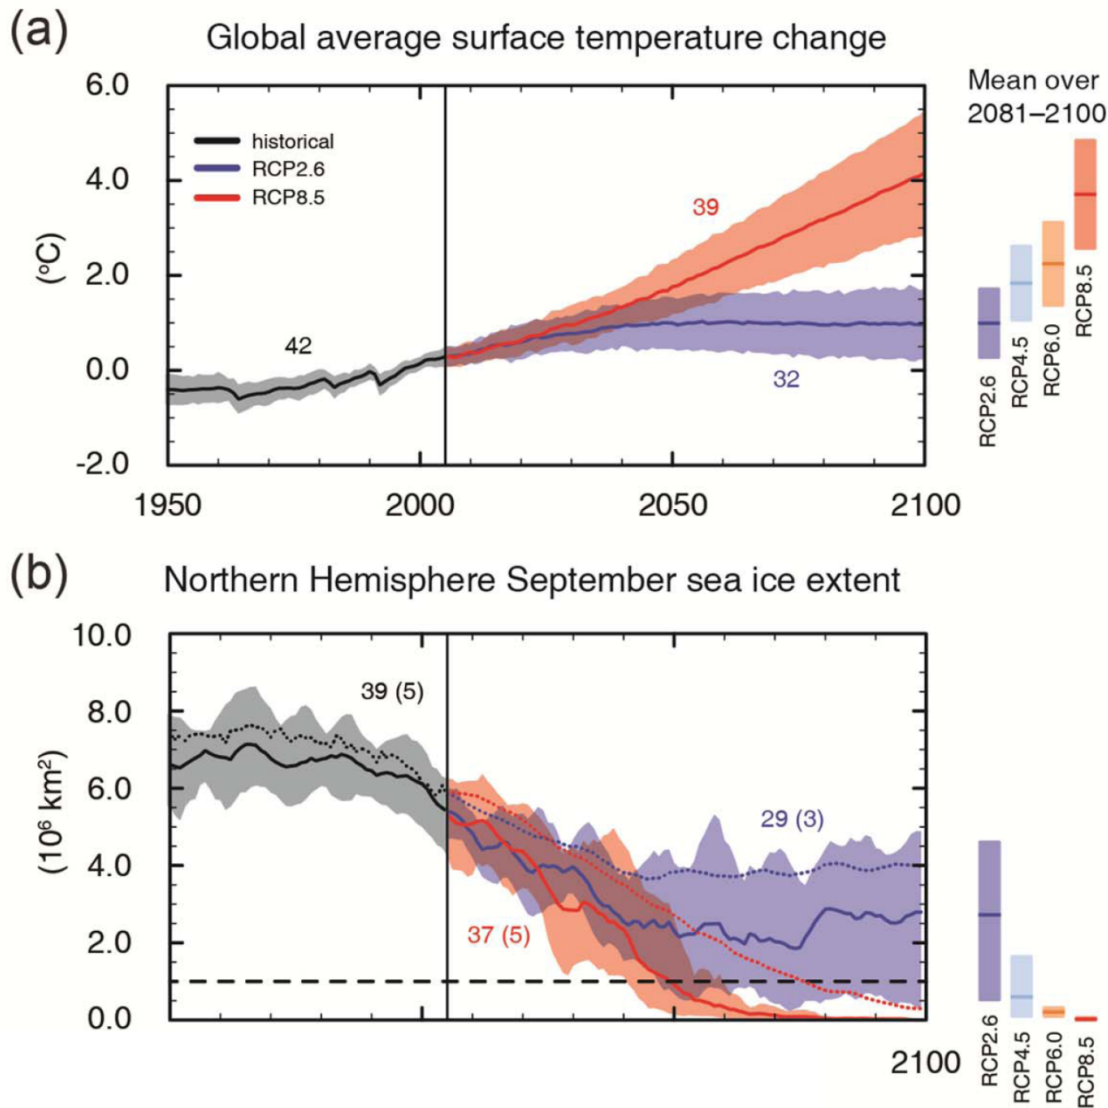 (a)
Global average surface temperature change
6.0
4.0
2.0
0.0
-2.0
(°C)
historical
RCP2.6
RCP8.5
42
39
32
1950
2000
2050
2100
Mean over
2081–2100
RCP2.6
RCP4.5
RCP6.0
RCP8.5
(b)
Northern Hemisphere September sea ice extent
10.0
8.0
6.0
4.0
2.0
0.0
(10⁶ km²)
39 (5)
29 (3)
37 (5)
2100
RCP2.6
RCP4.5
RCP6.0
RCP8.5